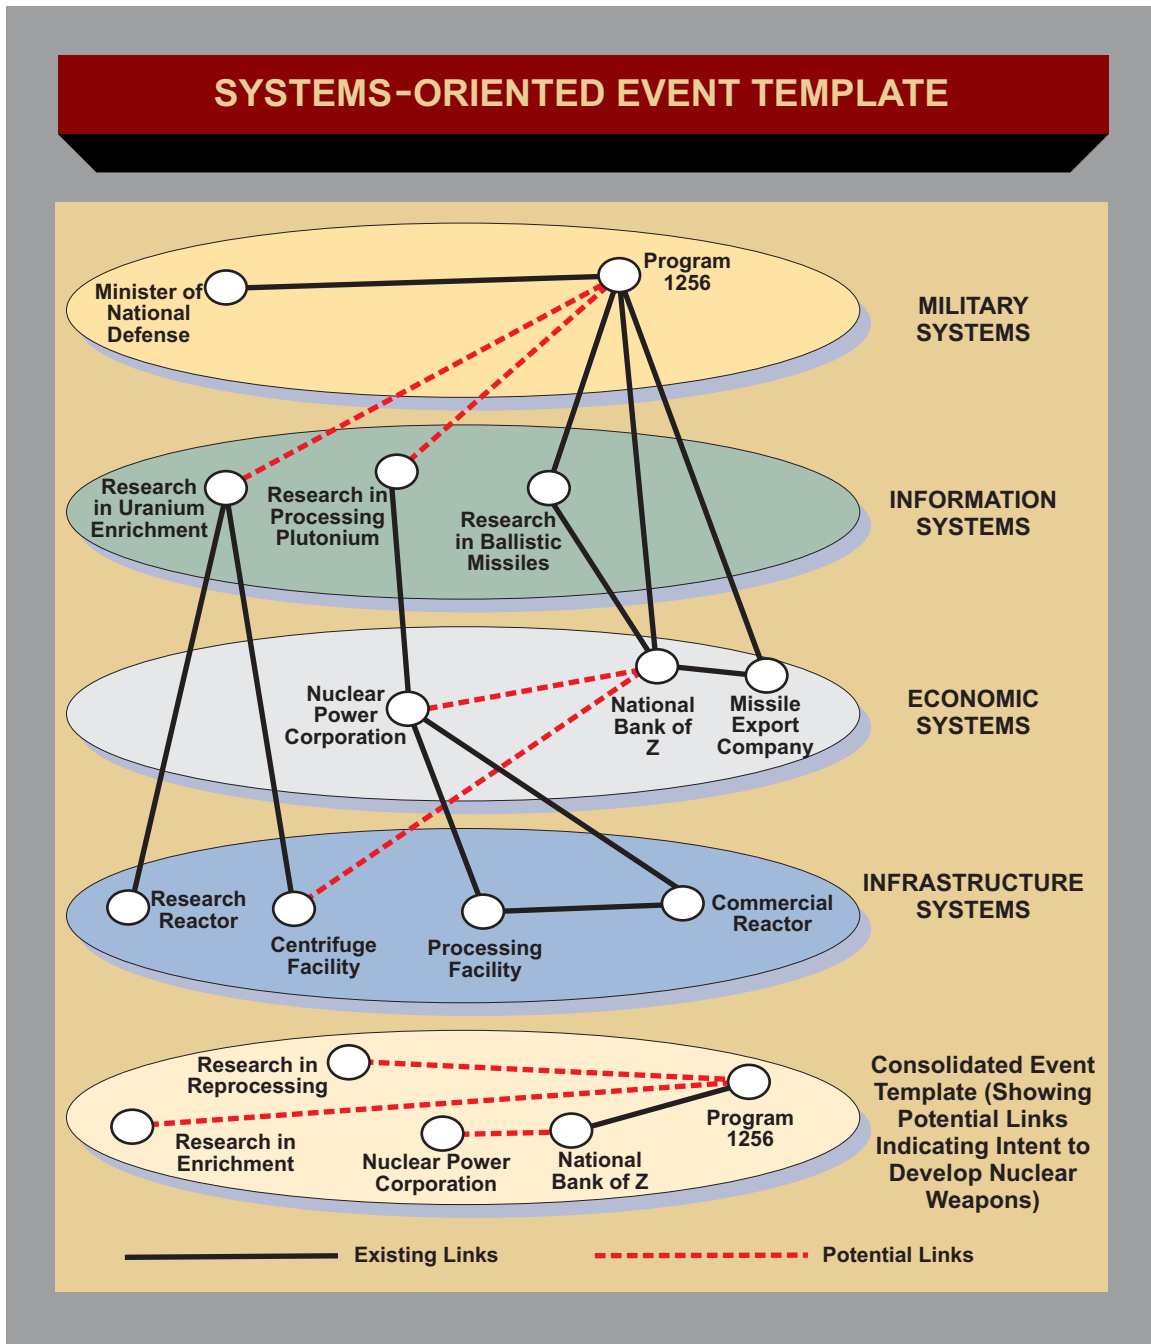 SYSTEMS-ORIENTED EVENT TEMPLATE
Program
1256
Minister of
National
Defense
MILITARY
SYSTEMS
Research
in Uranium
Enrichment
Research in
Processing
Plutonium
Research
in Ballistic
Missiles
INFORMATION
SYSTEMS
Nuclear
Power
Corporation
National
Bank of
Z
Missile
Export
Company
ECONOMIC
SYSTEMS
Research
Reactor
Centrifuge
Facility
Processing
Facility
Commercial
Reactor
INFRASTRUCTURE
SYSTEMS
Research in
Reprocessing
Research in
Enrichment
Nuclear Power
Corporation
National
Bank of Z
Program
1256
Consolidated Event
Template (Showing
Potential Links
Indicating Intent to
Develop Nuclear
Weapons)
Existing Links
Potential Links